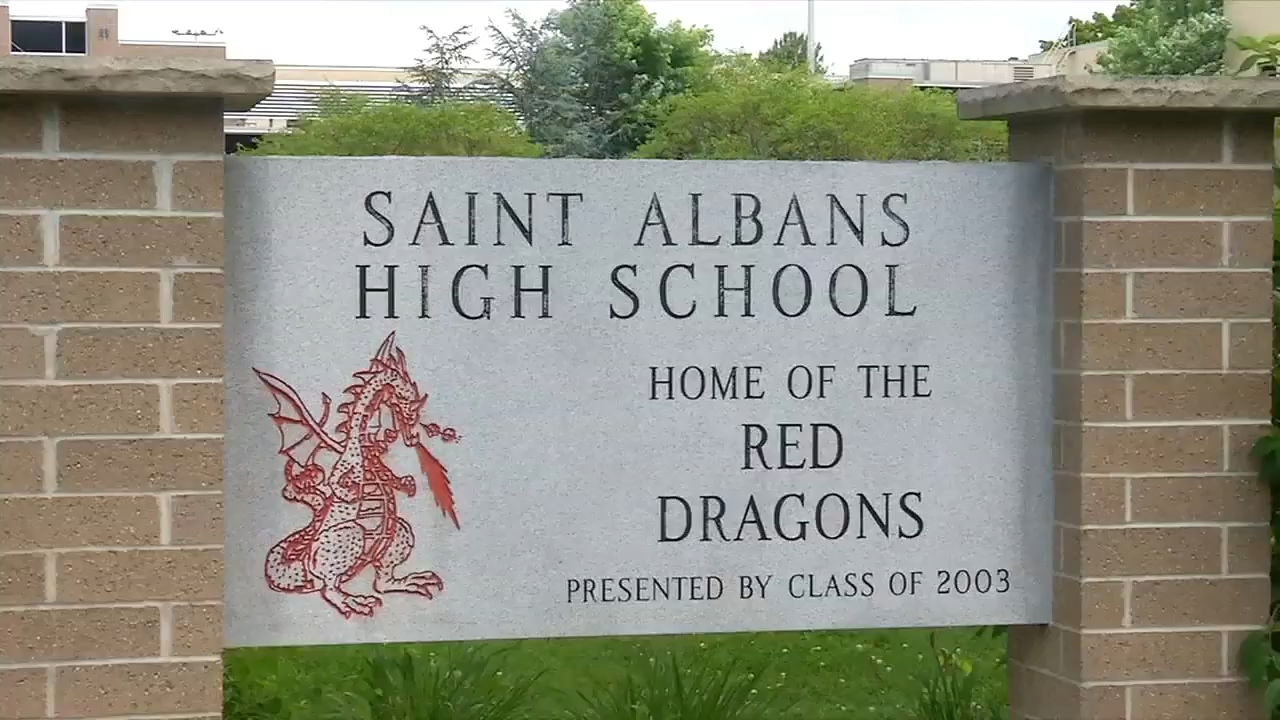 SAINT ALBANS
HIGH SCHOOL
HOME OF THE
RED
DRAGONS
PRESENTED BY CLASS OF 2003